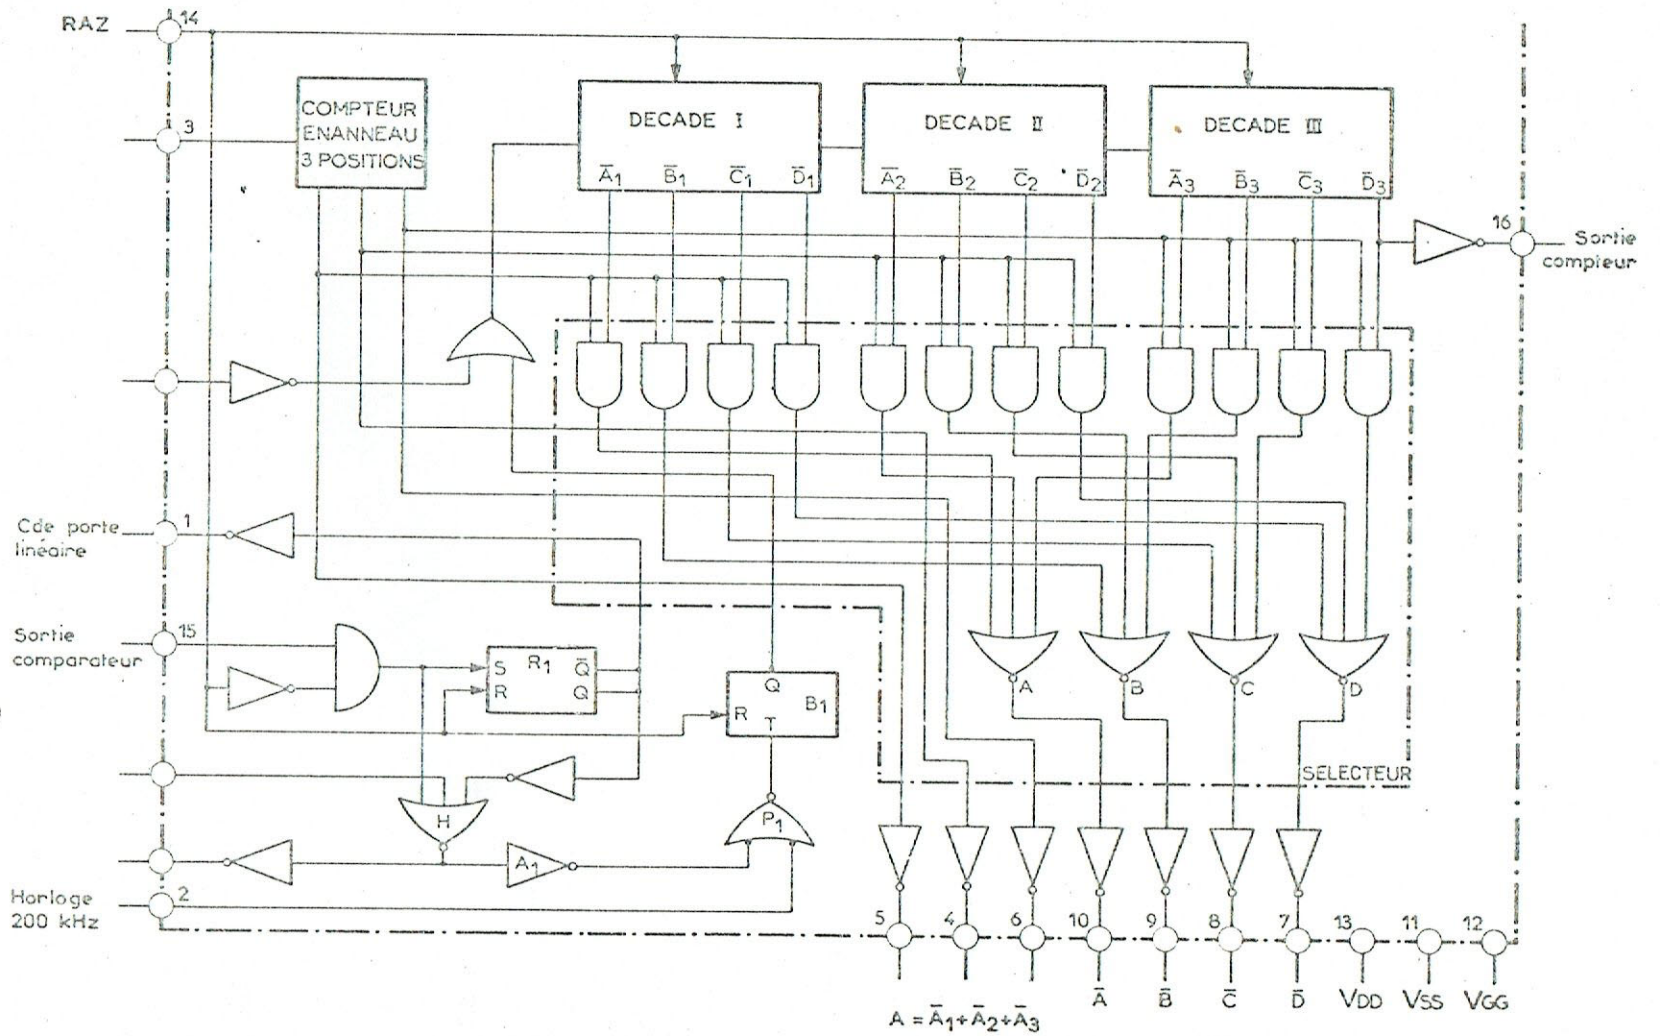 RAZ
14
3
COMPTEUR
ENANNEAU
3 POSITIONS
DECADE I
A̅1 B̅1 C̅1 D̅1
DECADE II
A̅2 B̅2 C̅2 D̅2
DECADE III
A̅3 B̅3 C̅3 D̅3
16
Sortie
compteur
Cde porte
linéaire
1
Sortie
comparateur
15
S R1 Q̅
R Q
Q
R B1
T
A B C D
SELECTEUR
H
P1
A1
Horloge
200 kHz
2
5 4 6 10 9 8 7 13 11 12
A̅ B̅ C̅ D̅ VDD VSS VGG
A = A̅1+A̅2+A̅3